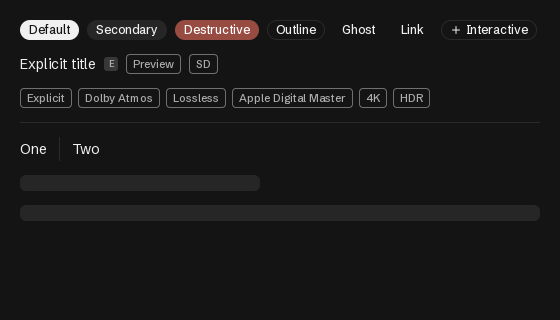 Default Secondary Destructive Outline Ghost Link + Interactive
Explicit title E Preview SD
Explicit Dolby Atmos Lossless Apple Digital Master 4K HDR
One Two